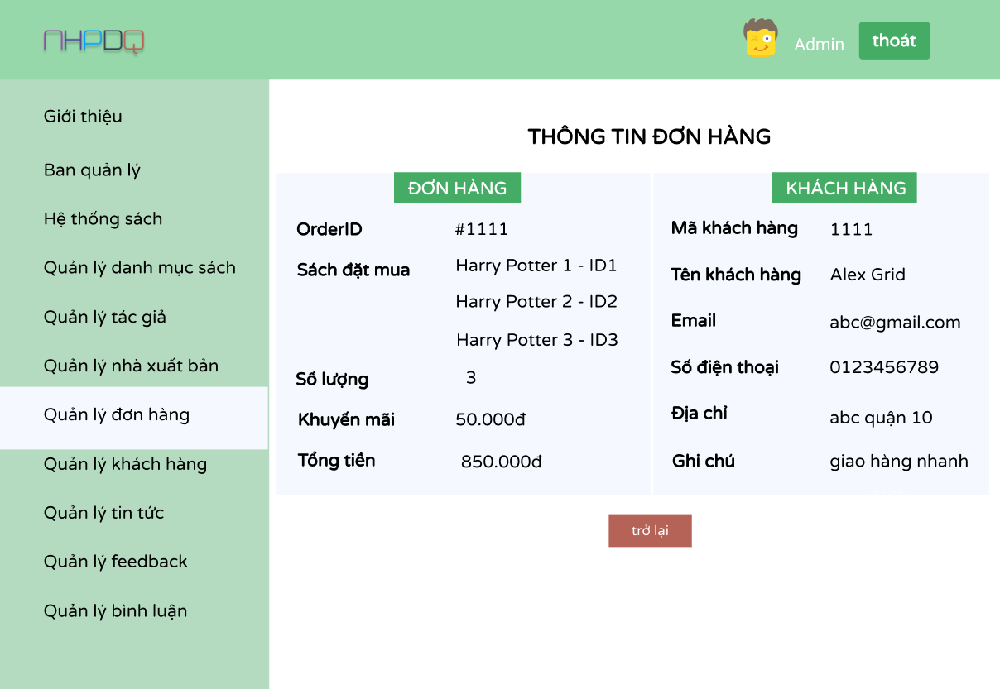 NHPDQ
Admin
thoát
Giới thiệu
Ban quản lý
Hệ thống sách
Quản lý danh mục sách
Quản lý tác giả
Quản lý nhà xuất bản
Quản lý đơn hàng
Quản lý khách hàng
Quản lý tin tức
Quản lý feedback
Quản lý bình luận
THÔNG TIN ĐƠN HÀNG
ĐƠN HÀNG
OrderID #1111
Sách đặt mua Harry Potter 1 - ID1
Harry Potter 2 - ID2
Harry Potter 3 - ID3
Số lượng 3
Khuyến mãi 50.000đ
Tổng tiền 850.000đ
KHÁCH HÀNG
Mã khách hàng 1111
Tên khách hàng Alex Grid
Email abc@gmail.com
Số điện thoại 0123456789
Địa chỉ abc quận 10
Ghi chú giao hàng nhanh
trở lại